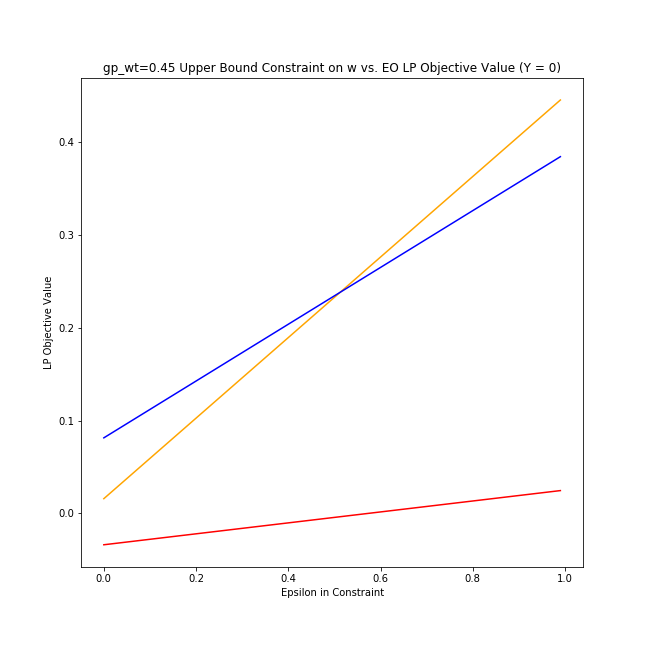 gp_wt=0.45 Upper Bound Constraint on w vs. EO LP Objective Value (Y = 0)
LP Objective Value
0.4
0.3
0.2
0.1
0.0
0.0 0.2 0.4 0.6 0.8 1.0
Epsilon in Constraint